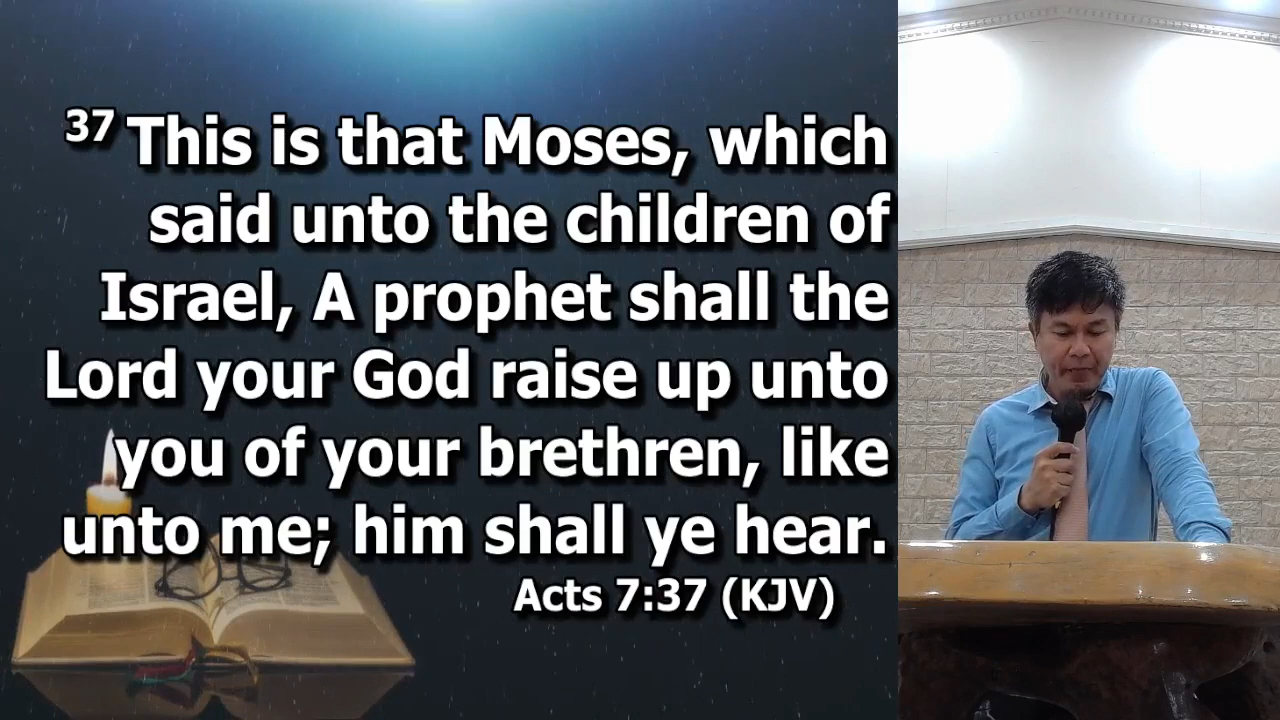 37 This is that Moses, which
said unto the children of
Israel, A prophet shall the
Lord your God raise up unto
you of your brethren, like
unto me; him shall ye hear.
Acts 7:37 (KJV)